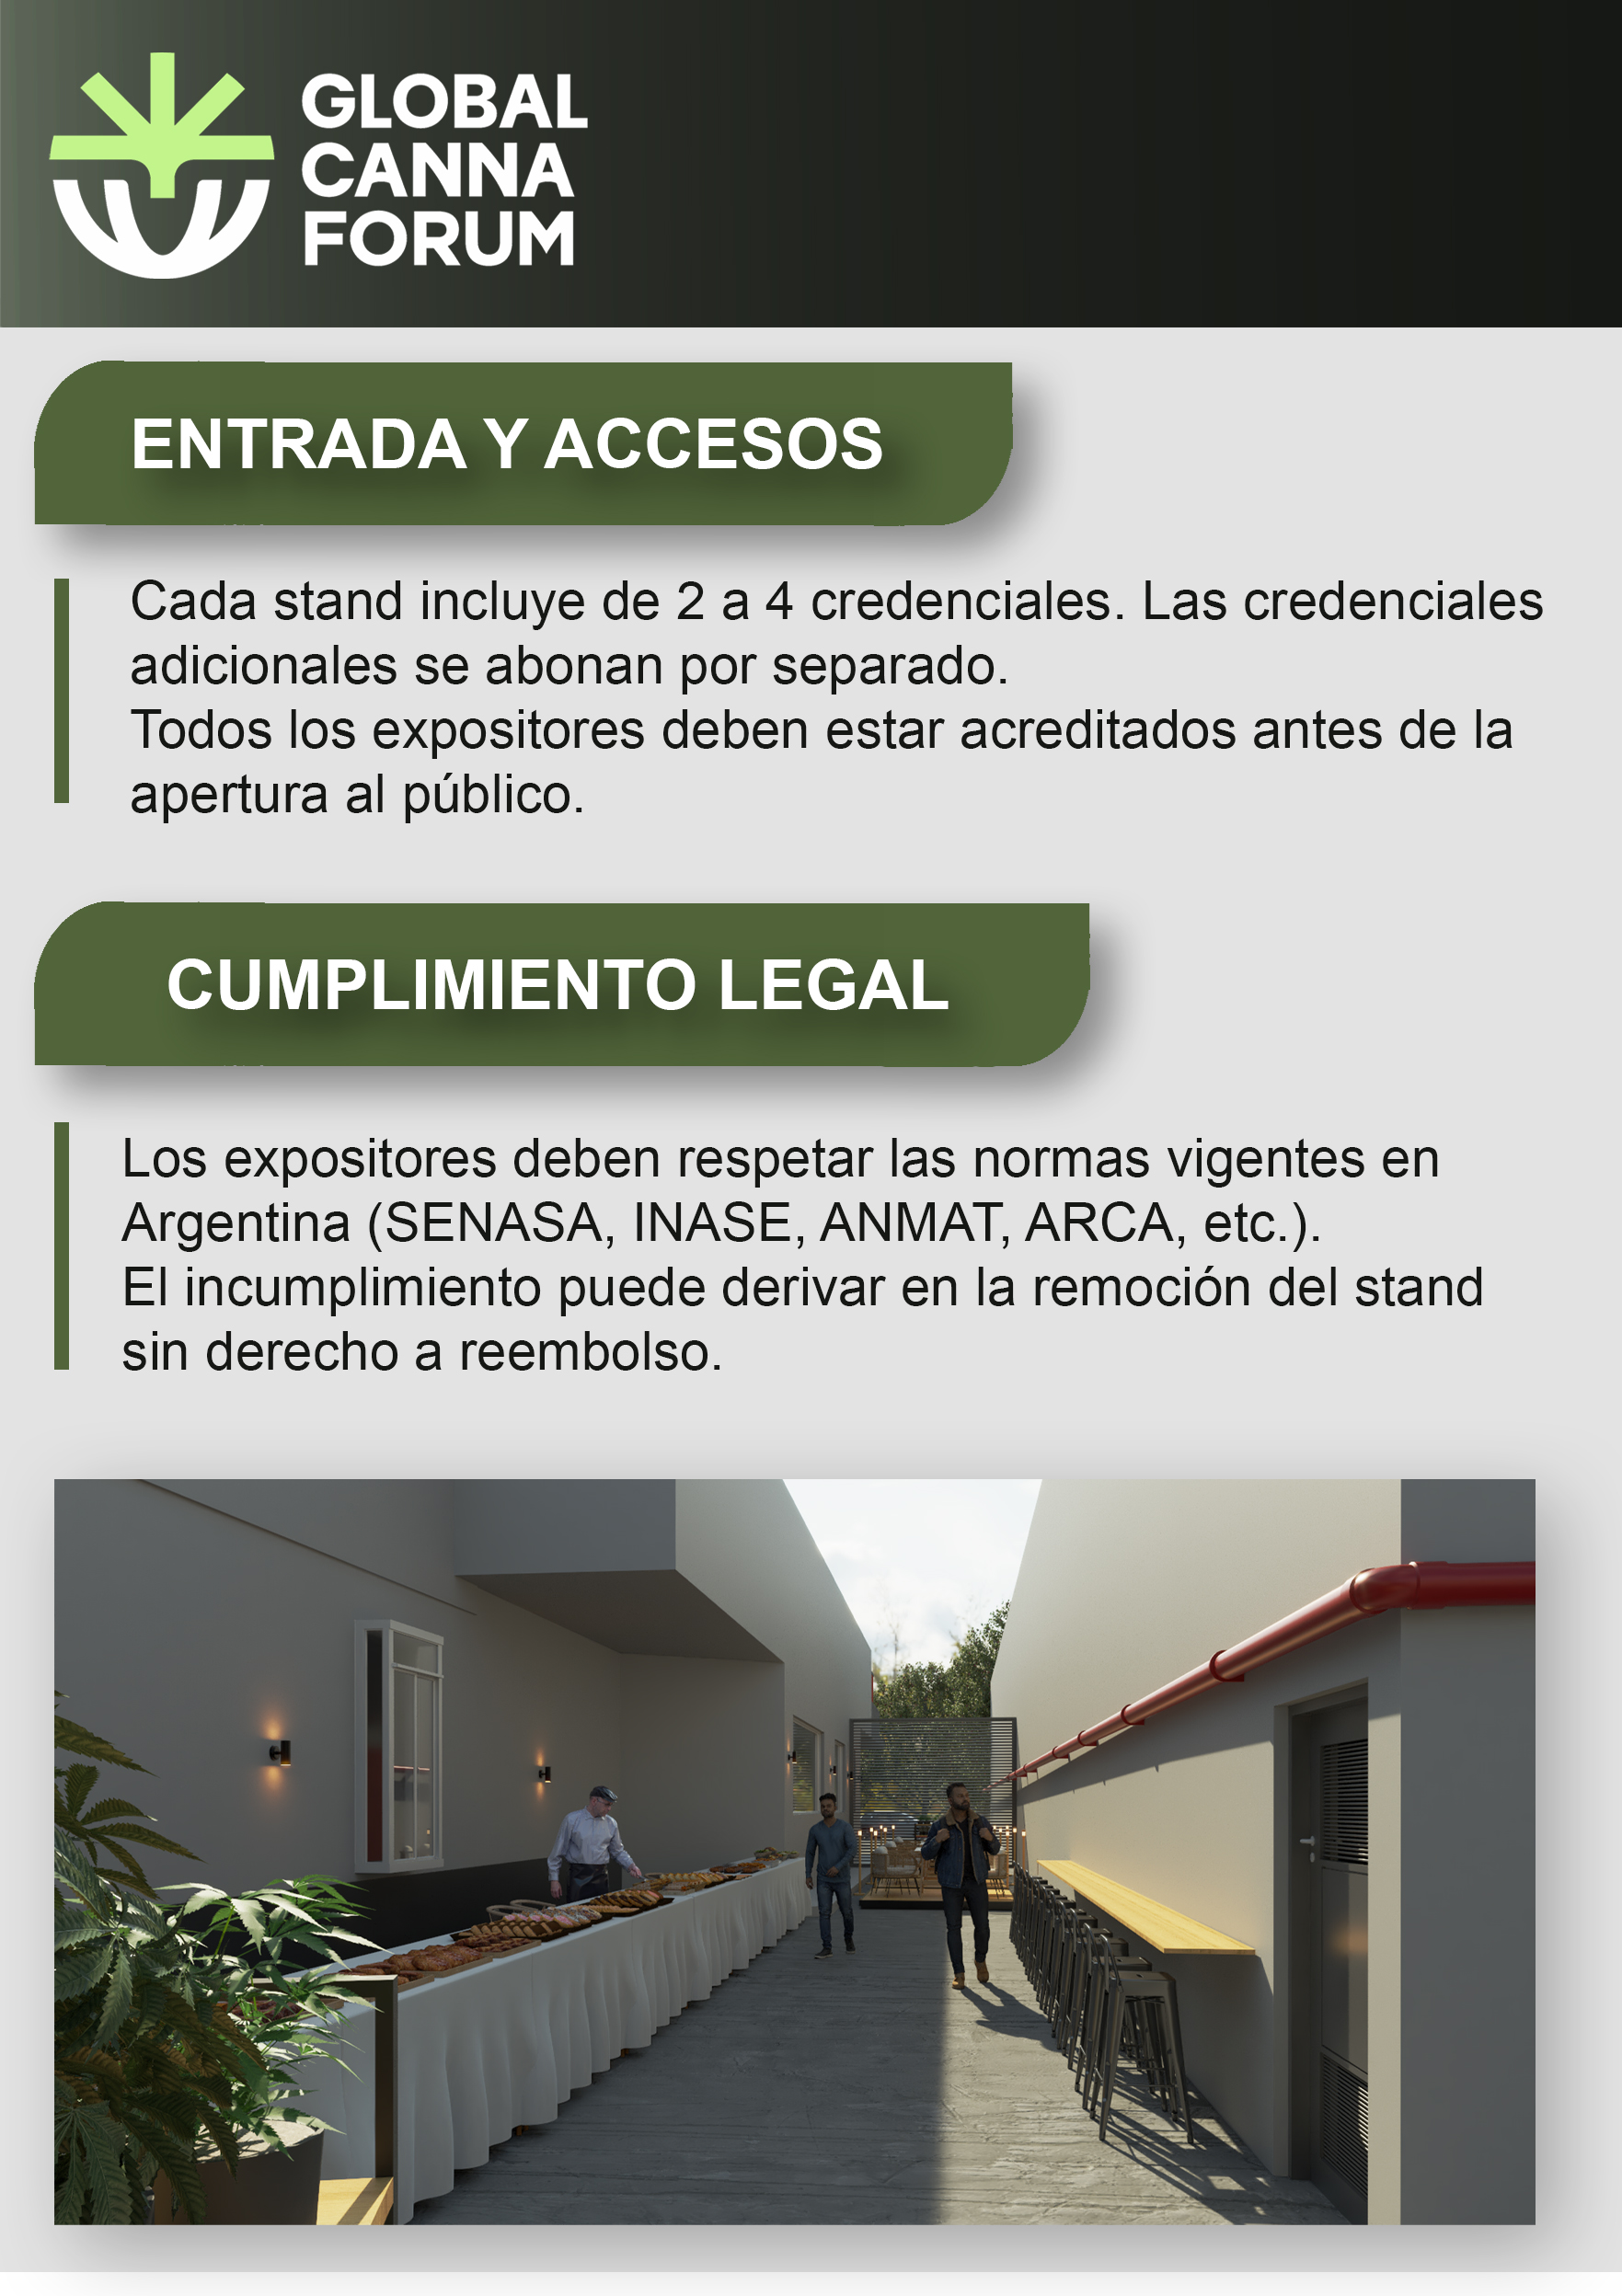 GLOBAL
CANNA
FORUM
ENTRADA Y ACCESOS
Cada stand incluye de 2 a 4 credenciales. Las credenciales
adicionales se abonan por separado.
Todos los expositores deben estar acreditados antes de la
apertura al público.
CUMPLIMIENTO LEGAL
Los expositores deben respetar las normas vigentes en
Argentina (SENASA, INASE, ANMAT, ARCA, etc.).
El incumplimiento puede derivar en la remoción del stand
sin derecho a reembolso.